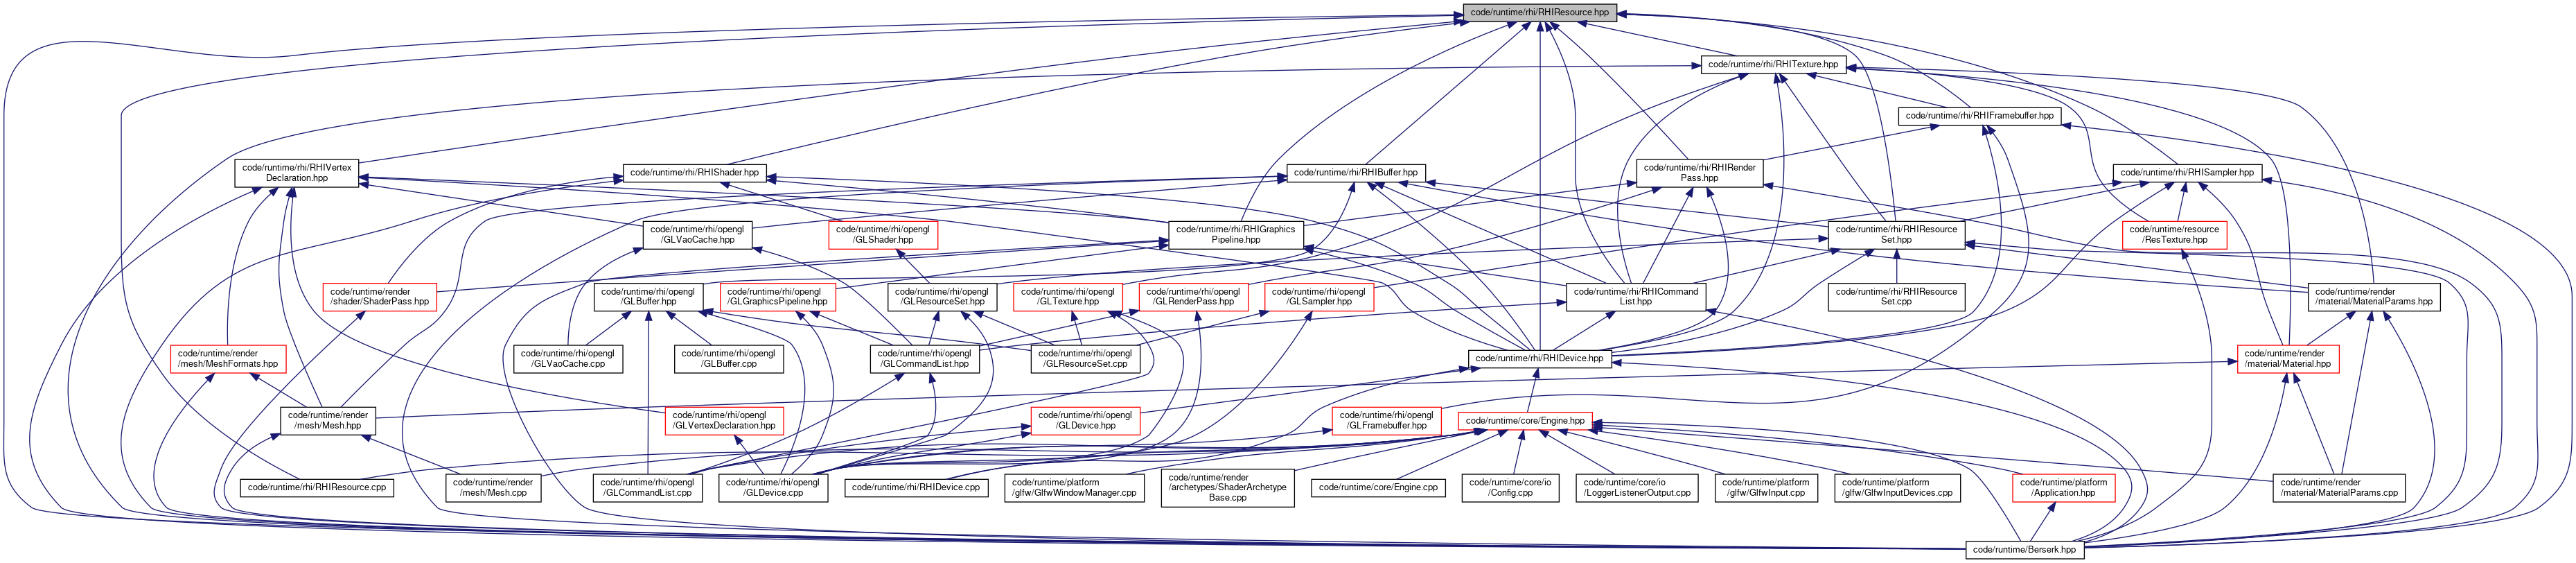 code/runtime/rhi/RHIResource.hpp
code/runtime/rhi/RHITexture.hpp
code/runtime/rhi/RHIFramebuffer.hpp
code/runtime/rhi/RHIVertex
Declaration.hpp
code/runtime/rhi/RHIShader.hpp
code/runtime/rhi/RHIBuffer.hpp
code/runtime/rhi/RHIRender
Pass.hpp
code/runtime/rhi/RHISampler.hpp
code/runtime/rhi/opengl
/GLVaoCache.hpp
code/runtime/rhi/opengl
/GLShader.hpp
code/runtime/rhi/RHIGraphics
Pipeline.hpp
code/runtime/rhi/RHIResource
Set.hpp
code/runtime/resource
/ResTexture.hpp
code/runtime/render
/shader/ShaderPass.hpp
code/runtime/rhi/opengl
/GLBuffer.hpp
code/runtime/rhi/opengl
/GLGraphicsPipeline.hpp
code/runtime/rhi/opengl
/GLResourceSet.hpp
code/runtime/rhi/opengl
/GLTexture.hpp
code/runtime/rhi/opengl
/GLRenderPass.hpp
code/runtime/rhi/opengl
/GLSampler.hpp
code/runtime/rhi/RHICommand
List.hpp
code/runtime/rhi/RHIResource
Set.cpp
code/runtime/render
/material/MaterialParams.hpp
code/runtime/render
/mesh/MeshFormats.hpp
code/runtime/rhi/opengl
/GLVaoCache.cpp
code/runtime/rhi/opengl
/GLBuffer.cpp
code/runtime/rhi/opengl
/GLCommandList.hpp
code/runtime/rhi/opengl
/GLResourceSet.cpp
code/runtime/rhi/RHIDevice.hpp
code/runtime/render
/material/Material.hpp
code/runtime/render
/mesh/Mesh.hpp
code/runtime/rhi/opengl
/GLVertexDeclaration.hpp
code/runtime/rhi/opengl
/GLDevice.hpp
code/runtime/rhi/opengl
/GLFramebuffer.hpp
code/runtime/core/Engine.hpp
code/runtime/rhi/RHIResource.cpp
code/runtime/render
/mesh/Mesh.cpp
code/runtime/rhi/opengl
/GLCommandList.cpp
code/runtime/rhi/opengl
/GLDevice.cpp
code/runtime/rhi/RHIDevice.cpp
code/runtime/platform
/glfw/GlfwWindowManager.cpp
code/runtime/render
/archetypes/ShaderArchetype
Base.cpp
code/runtime/core/Engine.cpp
code/runtime/core/io
/Config.cpp
code/runtime/core/io
/LoggerListenerOutput.cpp
code/runtime/platform
/glfw/GlfwInput.cpp
code/runtime/platform
/glfw/GlfwInputDevices.cpp
code/runtime/platform
/Application.hpp
code/runtime/render
/material/MaterialParams.cpp
code/runtime/Berserk.hpp